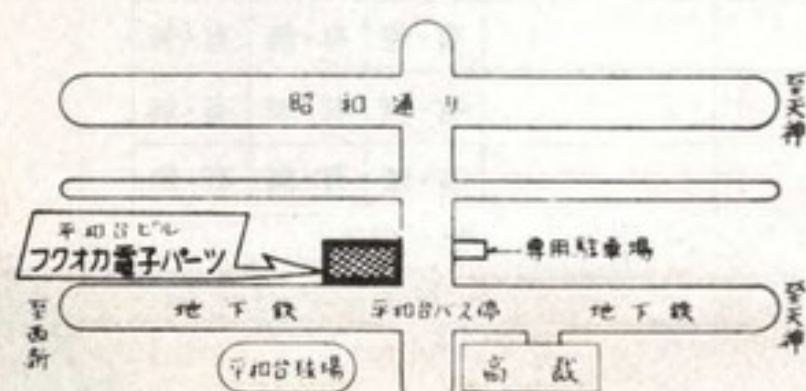 昭和通り
至天神
平和台ビル
フクオカ電子パーツ
専用駐車場
至西新
地下鉄
平和台バス停
地下鉄
至天神
平和台球場
高裁